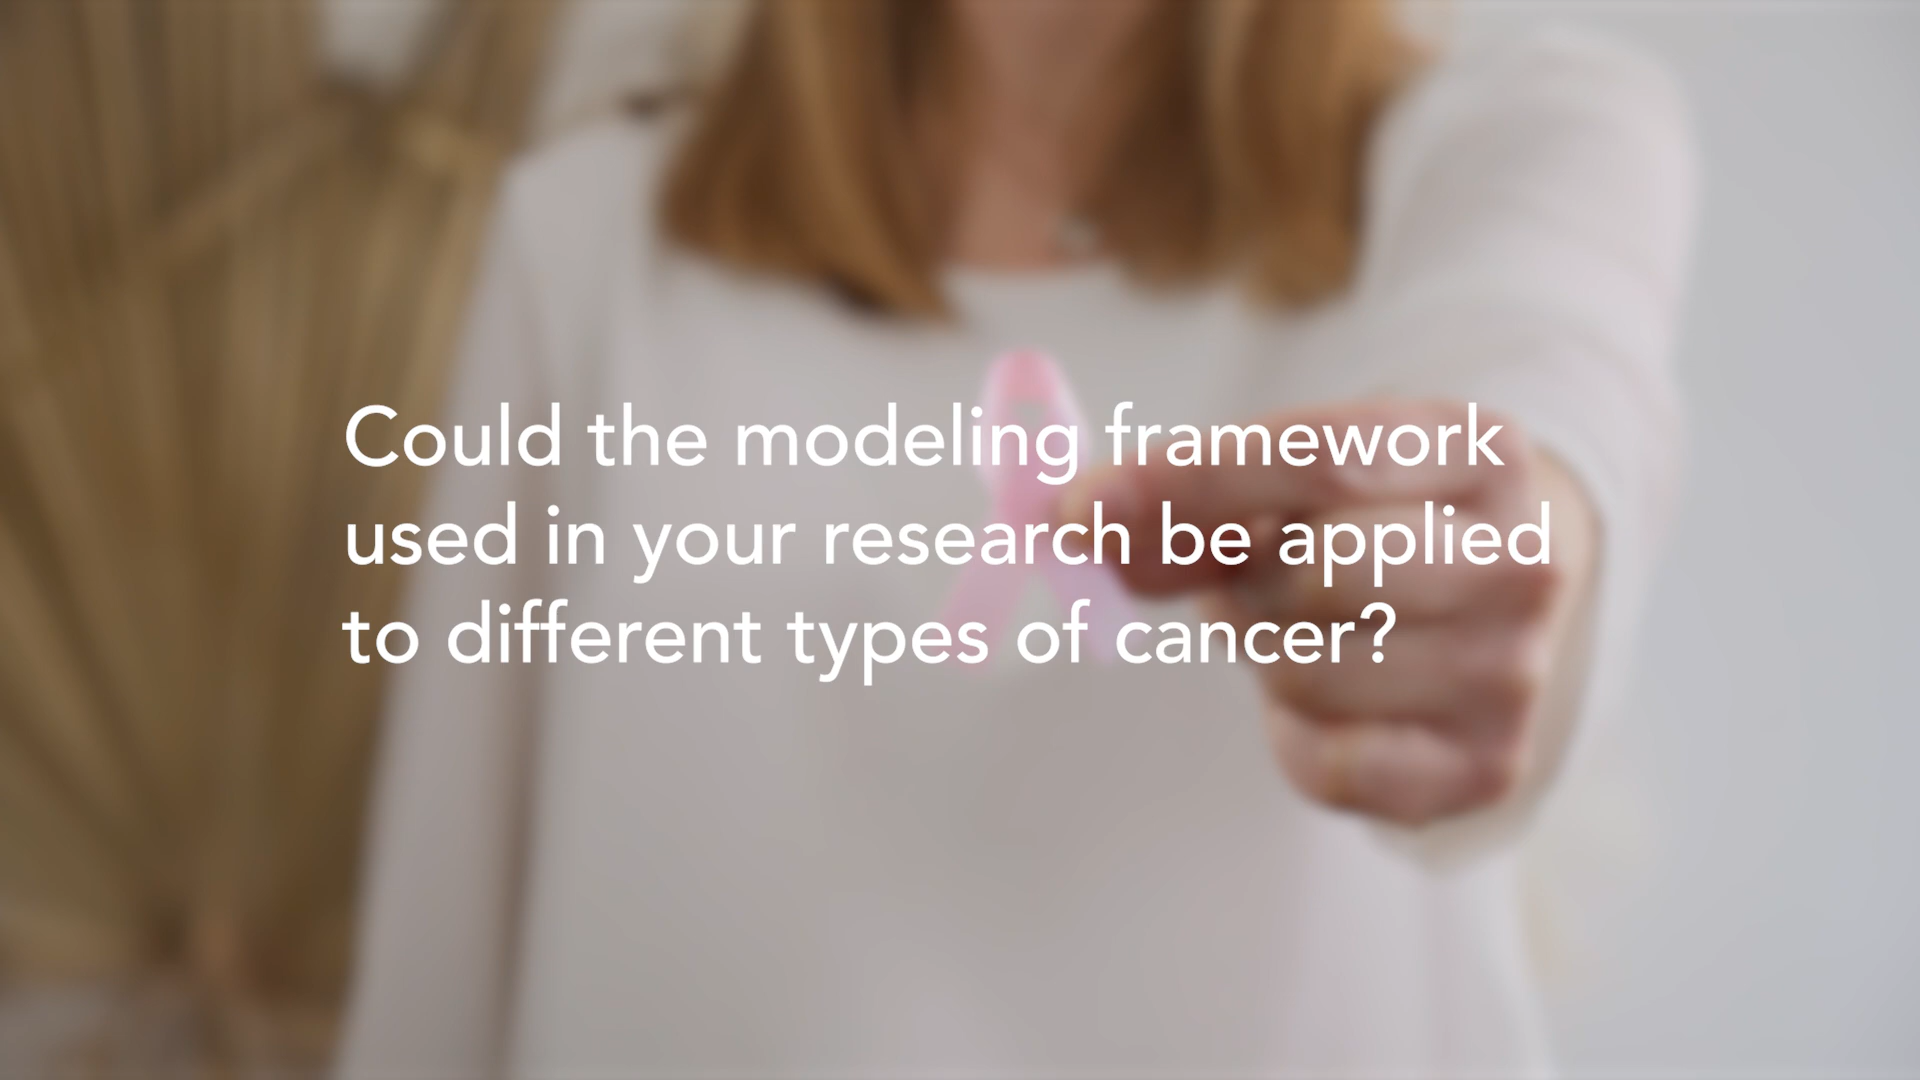 Could the modeling framework
used in your research be applied
to different types of cancer?